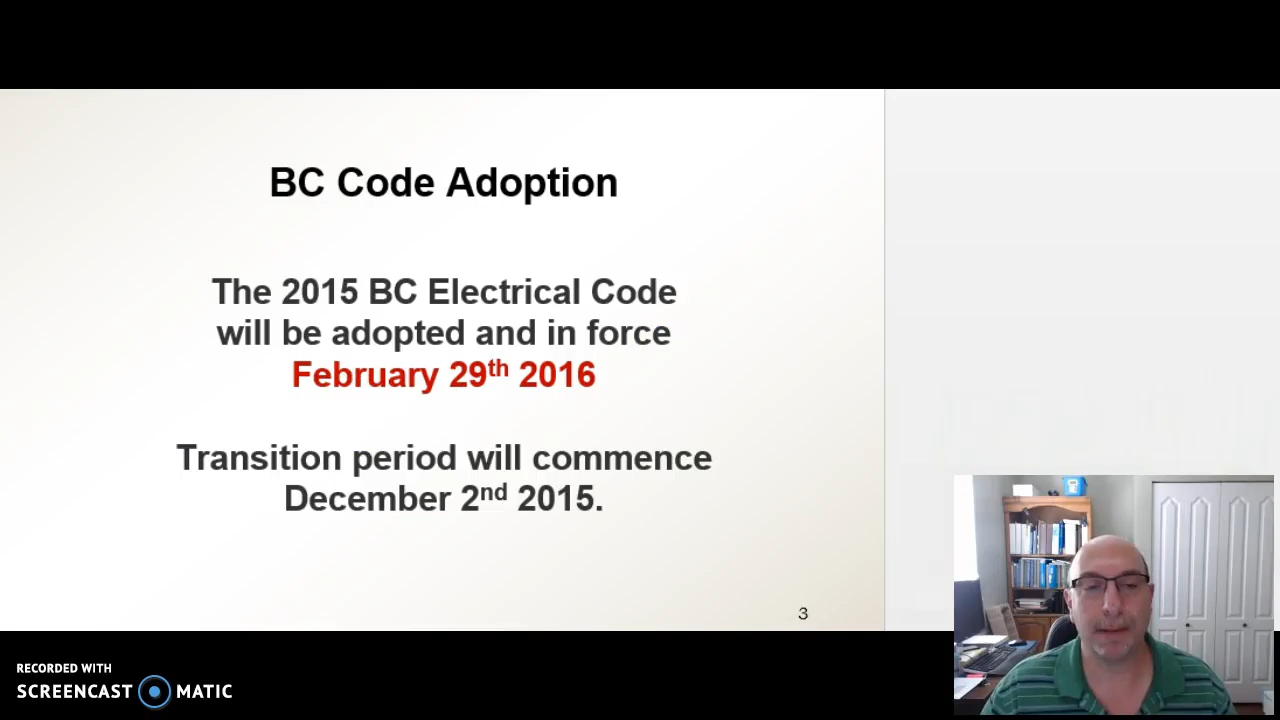 BC Code Adoption
The 2015 BC Electrical Code
will be adopted and in force
February 29th 2016
Transition period will commence
December 2nd 2015.
3
RECORDED WITH
SCREENCAST MATIC